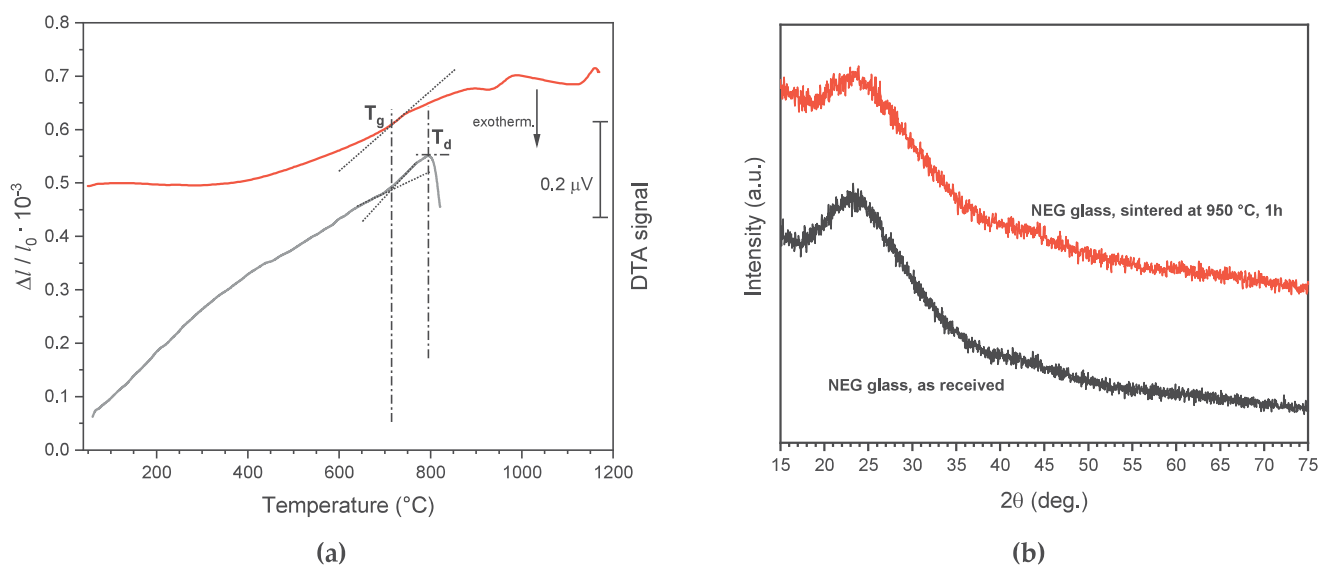 0.8
0.7
0.6
0.5
0.4
0.3
0.2
0.1
0.0
Δl / l₀ · 10⁻³
200 400 600 800 1000 1200
Temperature (°C)
T_g
T_d
exotherm.
0.2 μV
DTA signal
(a)
Intensity (a.u.)
NEG glass, sintered at 950 °C, 1h
NEG glass, as received
15 20 25 30 35 40 45 50 55 60 65 70 75
2θ (deg.)
(b)